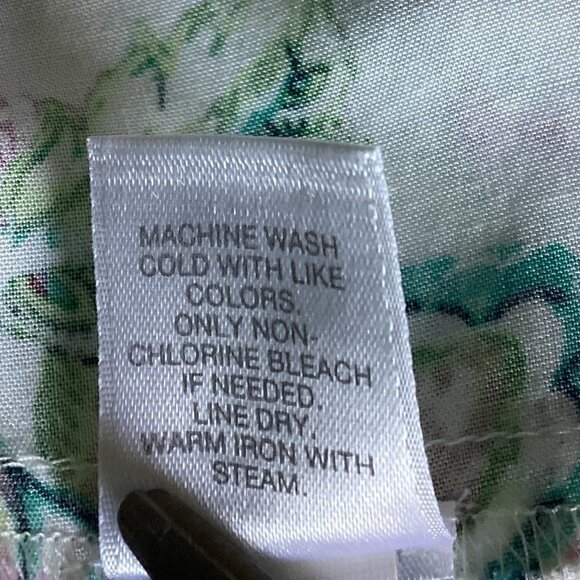 MACHINE WASH
COLD WITH LIKE
COLORS.
ONLY NON-
CHLORINE BLEACH
IF NEEDED.
LINE DRY.
WARM IRON WITH
STEAM.